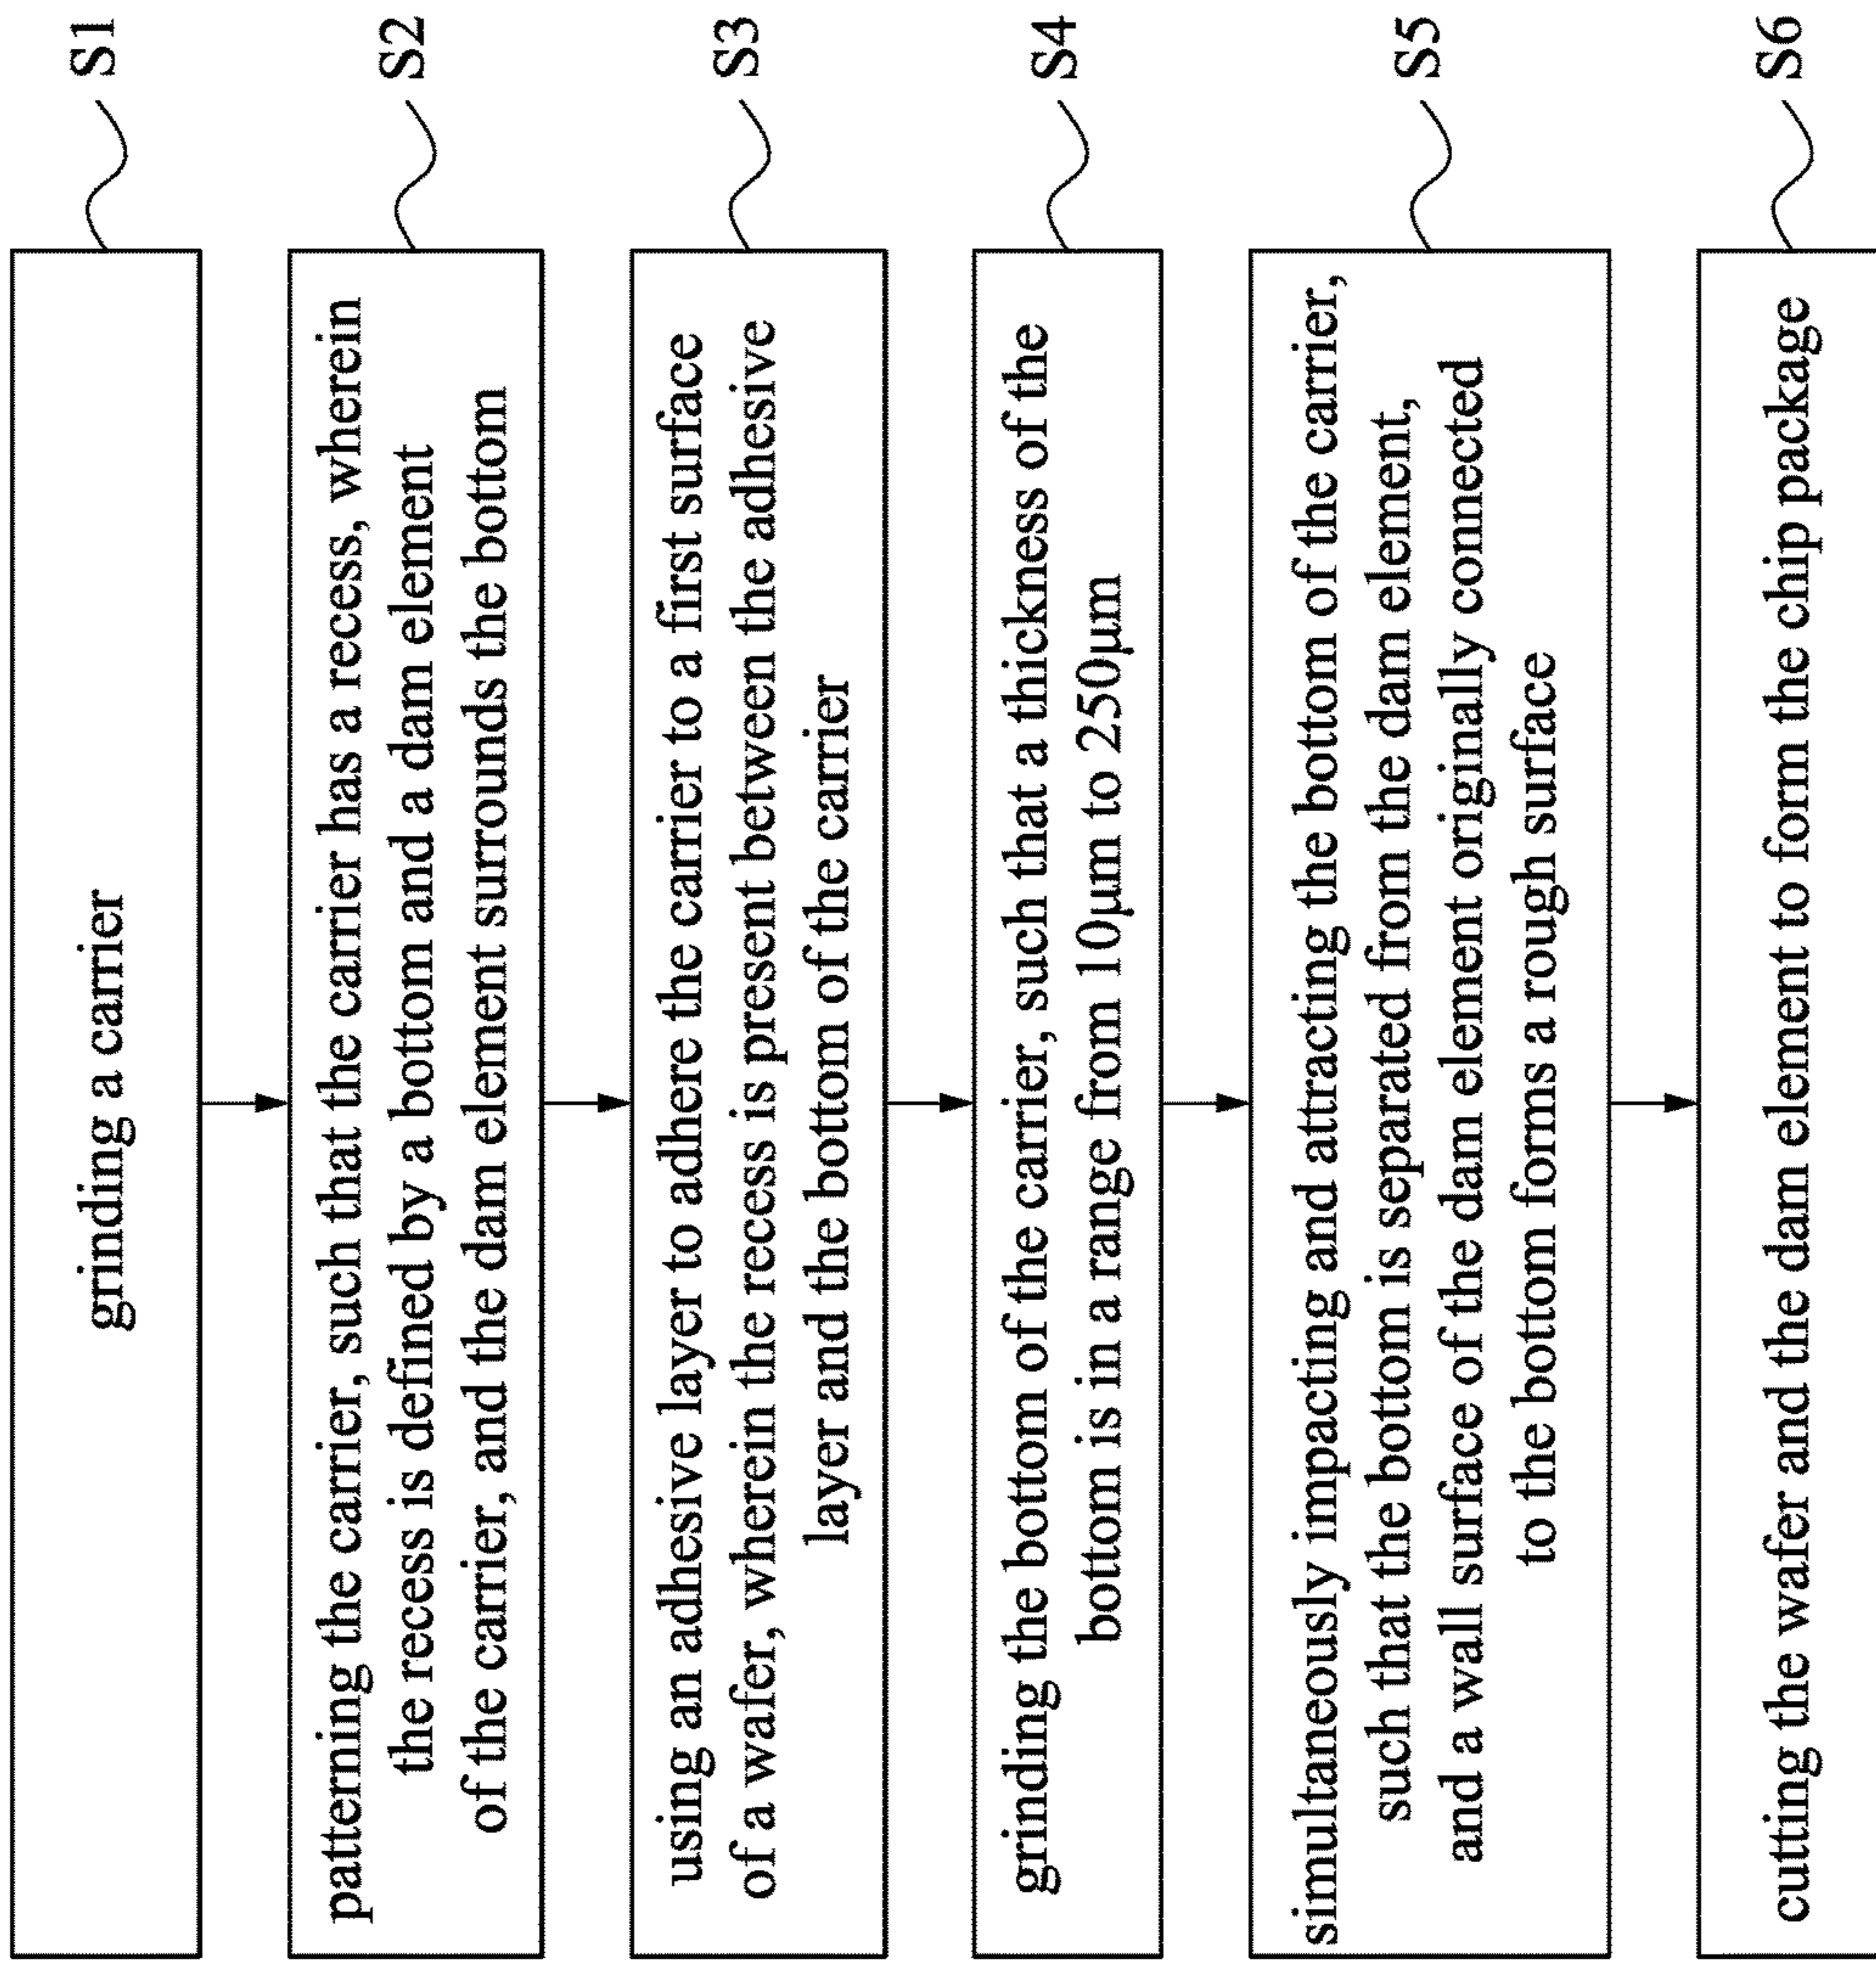 grinding a carrier
S1
patterning the carrier, such that the carrier has a recess, wherein
the recess is defined by a bottom and a dam element
of the carrier, and the dam element surrounds the bottom
S2
using an adhesive layer to adhere the carrier to a first surface
of a wafer, wherein the recess is present between the adhesive
layer and the bottom of the carrier
S3
grinding the bottom of the carrier, such that a thickness of the
bottom is in a range from 10μm to 250μm
S4
simultaneously impacting and attracting the bottom of the carrier,
such that the bottom is separated from the dam element,
and a wall surface of the dam element originally connected
to the bottom forms a rough surface
S5
cutting the wafer and the dam element to form the chip package
S6